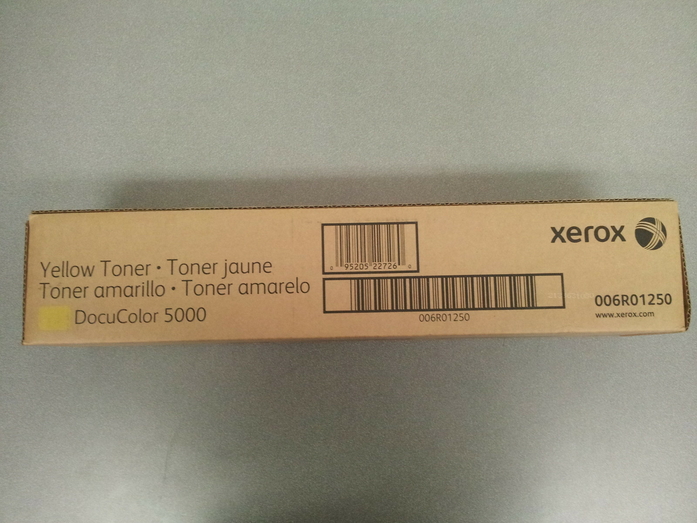 Yellow Toner • Toner jaune
Toner amarillo • Toner amarelo
DocuColor 5000
95205 22726
006R01250
xerox
006R01250
www.xerox.com